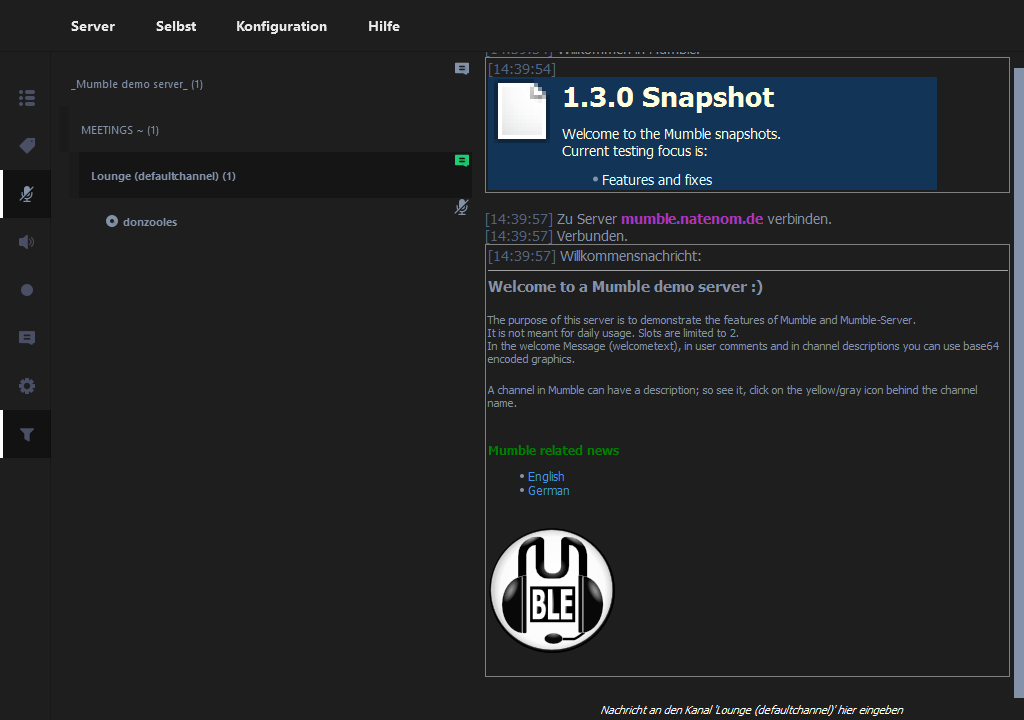 Server Selbst Konfiguration Hilfe
_Mumble demo server_ (1)
MEETINGS ~ (1)
Lounge (defaultchannel) (1)
donzooles
[14:39:54] Willkommen in Mumble.
[14:39:54]
1.3.0 Snapshot
Welcome to the Mumble snapshots.
Current testing focus is:
• Features and fixes
[14:39:57] Zu Server mumble.natenom.de verbinden.
[14:39:57] Verbunden.
[14:39:57] Willkommensnachricht:
Welcome to a Mumble demo server :)
The purpose of this server is to demonstrate the features of Mumble and Mumble-Server.
It is not meant for daily usage. Slots are limited to 2.
In the welcome Message (welcometext), in user comments and in channel descriptions you can use base64
encoded graphics.
A channel in Mumble can have a description; so see it, click on the yellow/gray icon behind the channel
name.
Mumble related news
• English
• German
BLE
Nachricht an den Kanal 'Lounge (defaultchannel)' hier eingeben